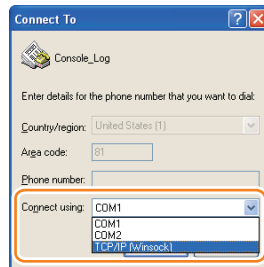 Connect To
Console_Log
Enter details for the phone number that you want to dial:
Country/region: United States (1)
Area code: 81
Phone number:
Connect using: COM1
COM1
COM2
TCP/IP (Winsock)